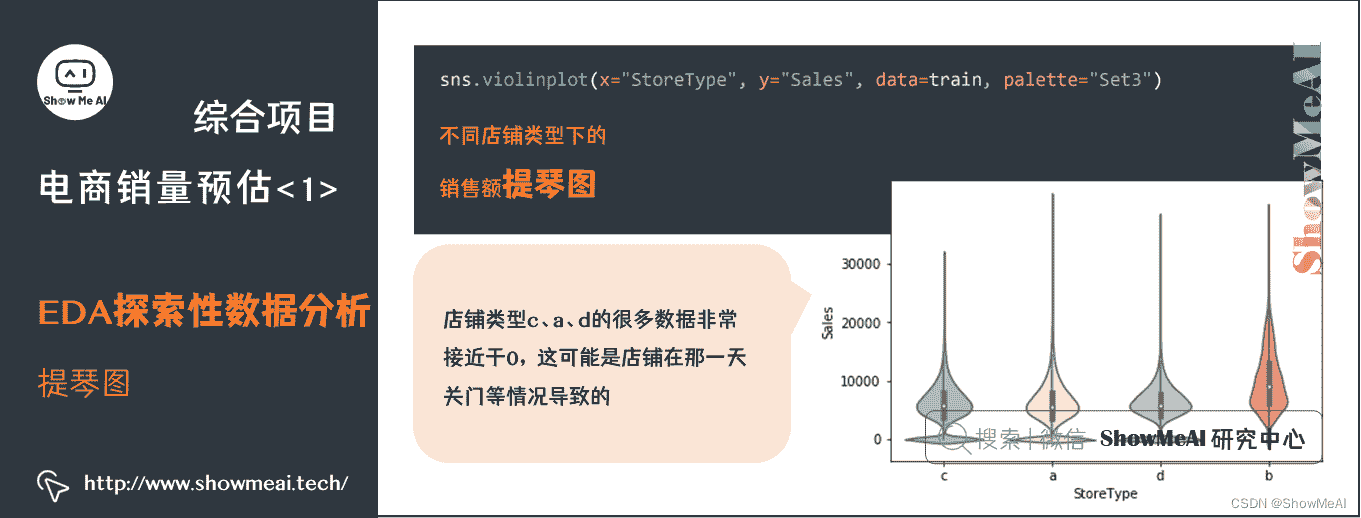 Show Me AI
综合项目
电商销量预估<1>
EDA探索性数据分析
提琴图
http://www.showmeai.tech/
sns.violinplot(x="StoreType", y="Sales", data=train, palette="Set3")
不同店铺类型下的
销售额提琴图
店铺类型c、a、d的很多数据非常
接近于0，这可能是店铺在那一天
关门等情况导致的
ShowMeAI
Sales
30000
20000
10000
0
c a d b
StoreType
搜索 | 微信 ShowMeAI 研究中心
CSDN @ShowMeAI